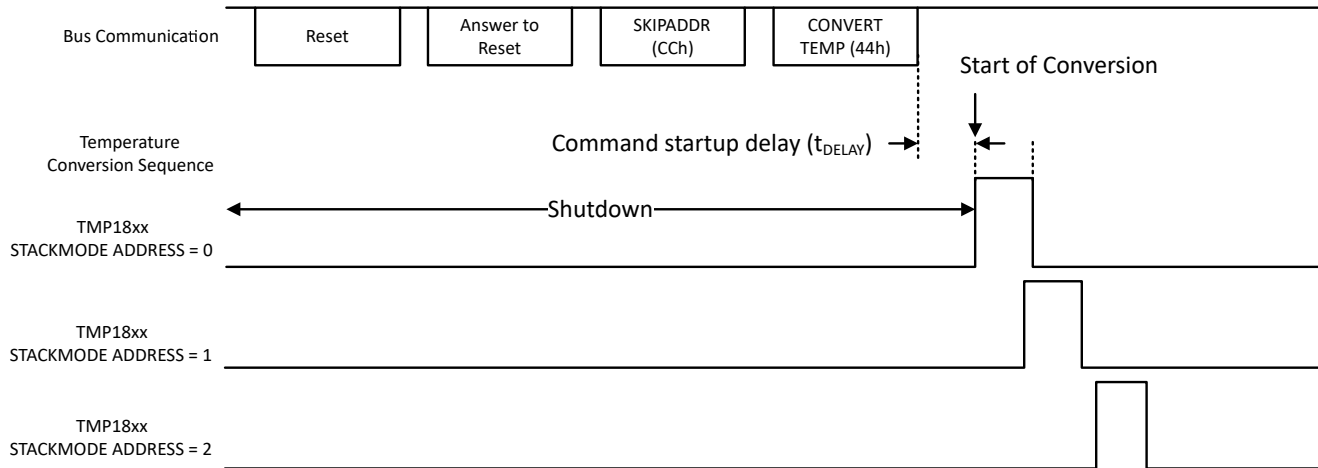 Bus Communication
Reset
Answer to
Reset
SKIPADDR
(CCh)
CONVERT
TEMP (44h)
Start of Conversion
Temperature
Conversion Sequence
Command startup delay (tDELAY)
Shutdown
TMP18xx
STACKMODE ADDRESS = 0
TMP18xx
STACKMODE ADDRESS = 1
TMP18xx
STACKMODE ADDRESS = 2